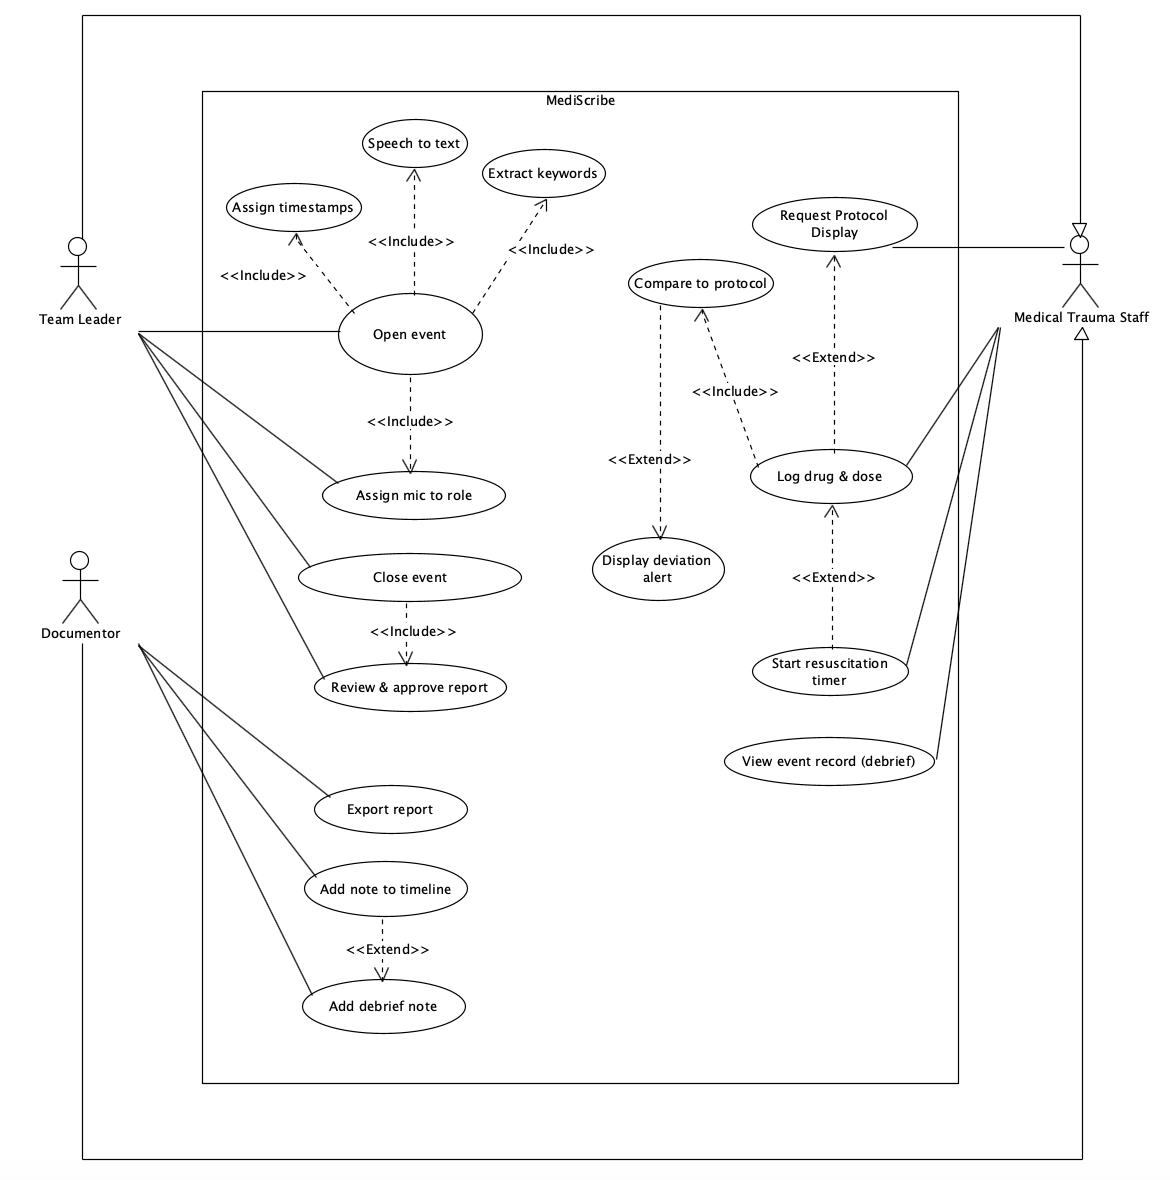 MediScribe
Speech to text
Extract keywords
Assign timestamps
Request Protocol
Display
<<Include>>
<<Include>>
<<Include>>
Compare to protocol
Team Leader
Medical Trauma Staff
Open event
<<Extend>>
<<Include>>
<<Include>>
<<Extend>>
Log drug & dose
Assign mic to role
Display deviation
alert
Close event
<<Extend>>
Documentor
<<Include>>
Start resuscitation
timer
Review & approve report
View event record (debrief)
Export report
Add note to timeline
<<Extend>>
Add debrief note